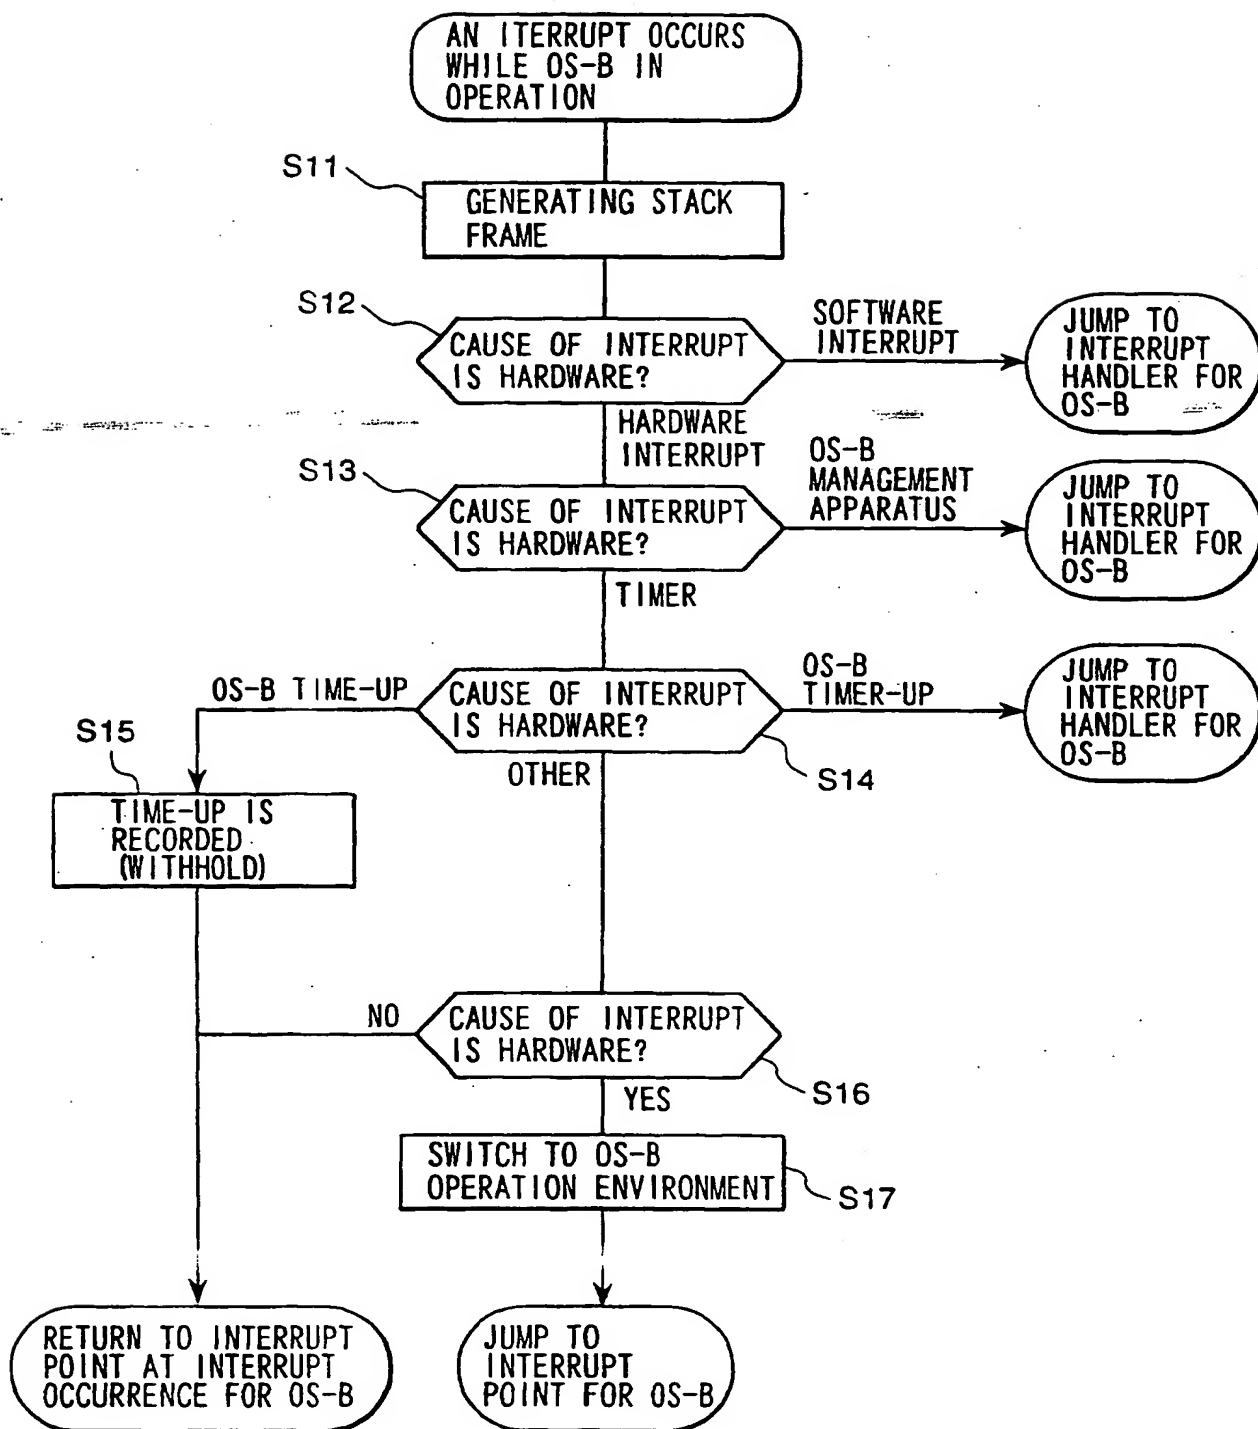 AN ITERRUPT OCCURS
WHILE OS-B IN
OPERATION
S11
GENERATING STACK
FRAME
S12
CAUSE OF INTERRUPT
IS HARDWARE?
SOFTWARE
INTERRUPT
JUMP TO
INTERRUPT
HANDLER FOR
OS-B
HARDWARE
INTERRUPT
S13
CAUSE OF INTERRUPT
IS HARDWARE?
OS-B
MANAGEMENT
APPARATUS
JUMP TO
INTERRUPT
HANDLER FOR
OS-B
TIMER
OS-B TIME-UP
CAUSE OF INTERRUPT
IS HARDWARE?
OS-B
TIMER-UP
JUMP TO
INTERRUPT
HANDLER FOR
OS-B
S14
S15
OTHER
TIME-UP IS
RECORDED
(WITHHOLD)
NO
CAUSE OF INTERRUPT
IS HARDWARE?
S16
YES
SWITCH TO OS-B
OPERATION ENVIRONMENT
S17
RETURN TO INTERRUPT
POINT AT INTERRUPT
OCCURRENCE FOR OS-B
JUMP TO
INTERRUPT
POINT FOR OS-B